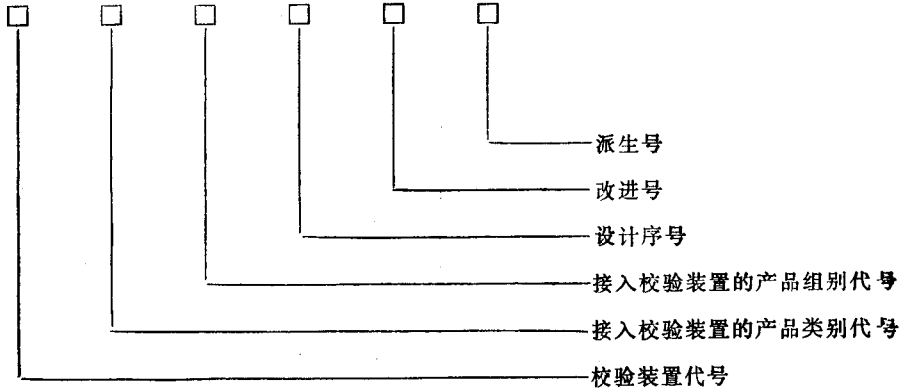 派生号
改进号
设计序号
接入校验装置的产品组别代号
接入校验装置的产品类别代号
校验装置代号